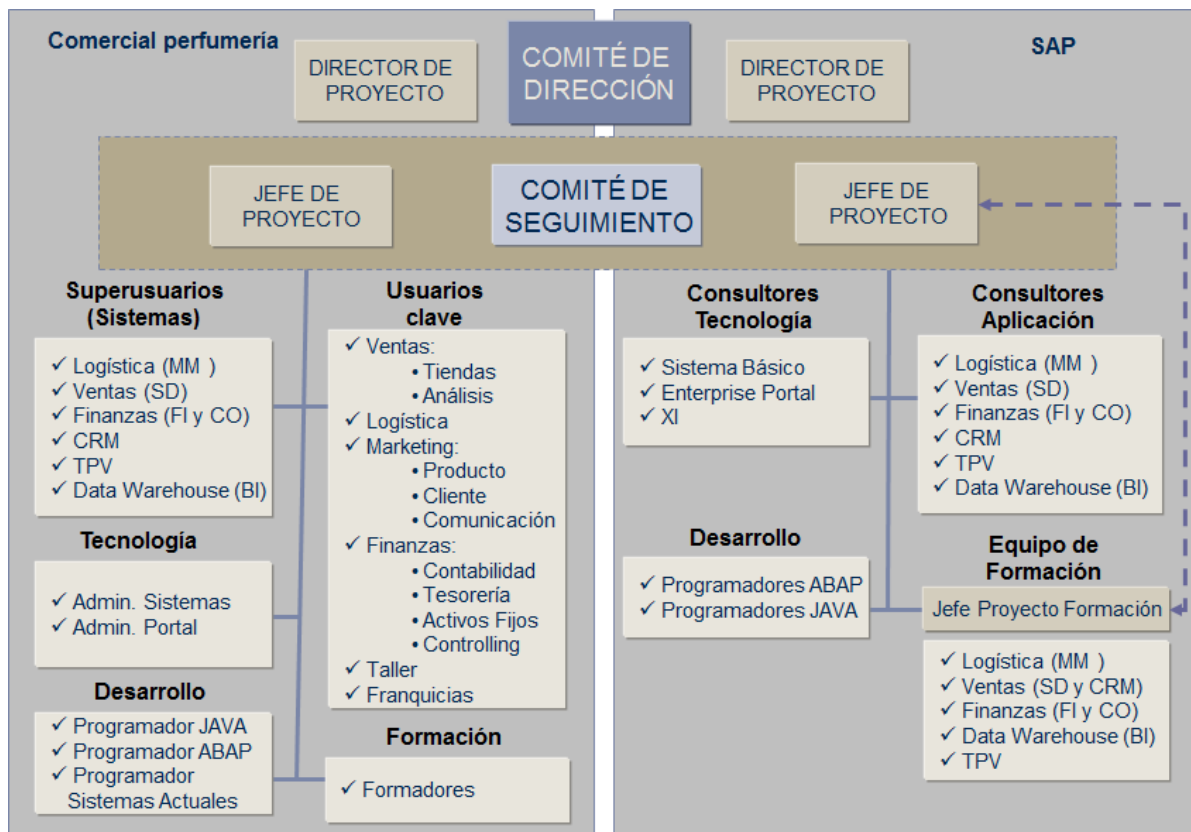 Comercial perfumería
DIRECTOR DE
PROYECTO
COMITÉ DE
DIRECCIÓN
DIRECTOR DE
PROYECTO
SAP
JEFE DE
PROYECTO
COMITÉ DE
SEGUIMIENTO
JEFE DE
PROYECTO
Superusuarios
(Sistemas)
✓ Logística (MM )
✓ Ventas (SD)
✓ Finanzas (FI y CO)
✓ CRM
✓ TPV
✓ Data Warehouse (BI)
Tecnología
✓ Admin. Sistemas
✓ Admin. Portal
Desarrollo
✓ Programador JAVA
✓ Programador ABAP
✓ Programador
Sistemas Actuales
Usuarios
clave
✓ Ventas:
• Tiendas
• Análisis
✓ Logística
✓ Marketing:
• Producto
• Cliente
• Comunicación
✓ Finanzas:
• Contabilidad
• Tesorería
• Activos Fijos
• Controlling
✓ Taller
✓ Franquicias
Formación
✓ Formadores
Consultores
Tecnología
✓ Sistema Básico
✓ Enterprise Portal
✓ XI
Desarrollo
✓ Programadores ABAP
✓ Programadores JAVA
Consultores
Aplicación
✓ Logística (MM )
✓ Ventas (SD)
✓ Finanzas (FI y CO)
✓ CRM
✓ TPV
✓ Data Warehouse (BI)
Equipo de
Formación
Jefe Proyecto Formación
✓ Logística (MM )
✓ Ventas (SD y CRM)
✓ Finanzas (FI y CO)
✓ Data Warehouse (BI)
✓ TPV